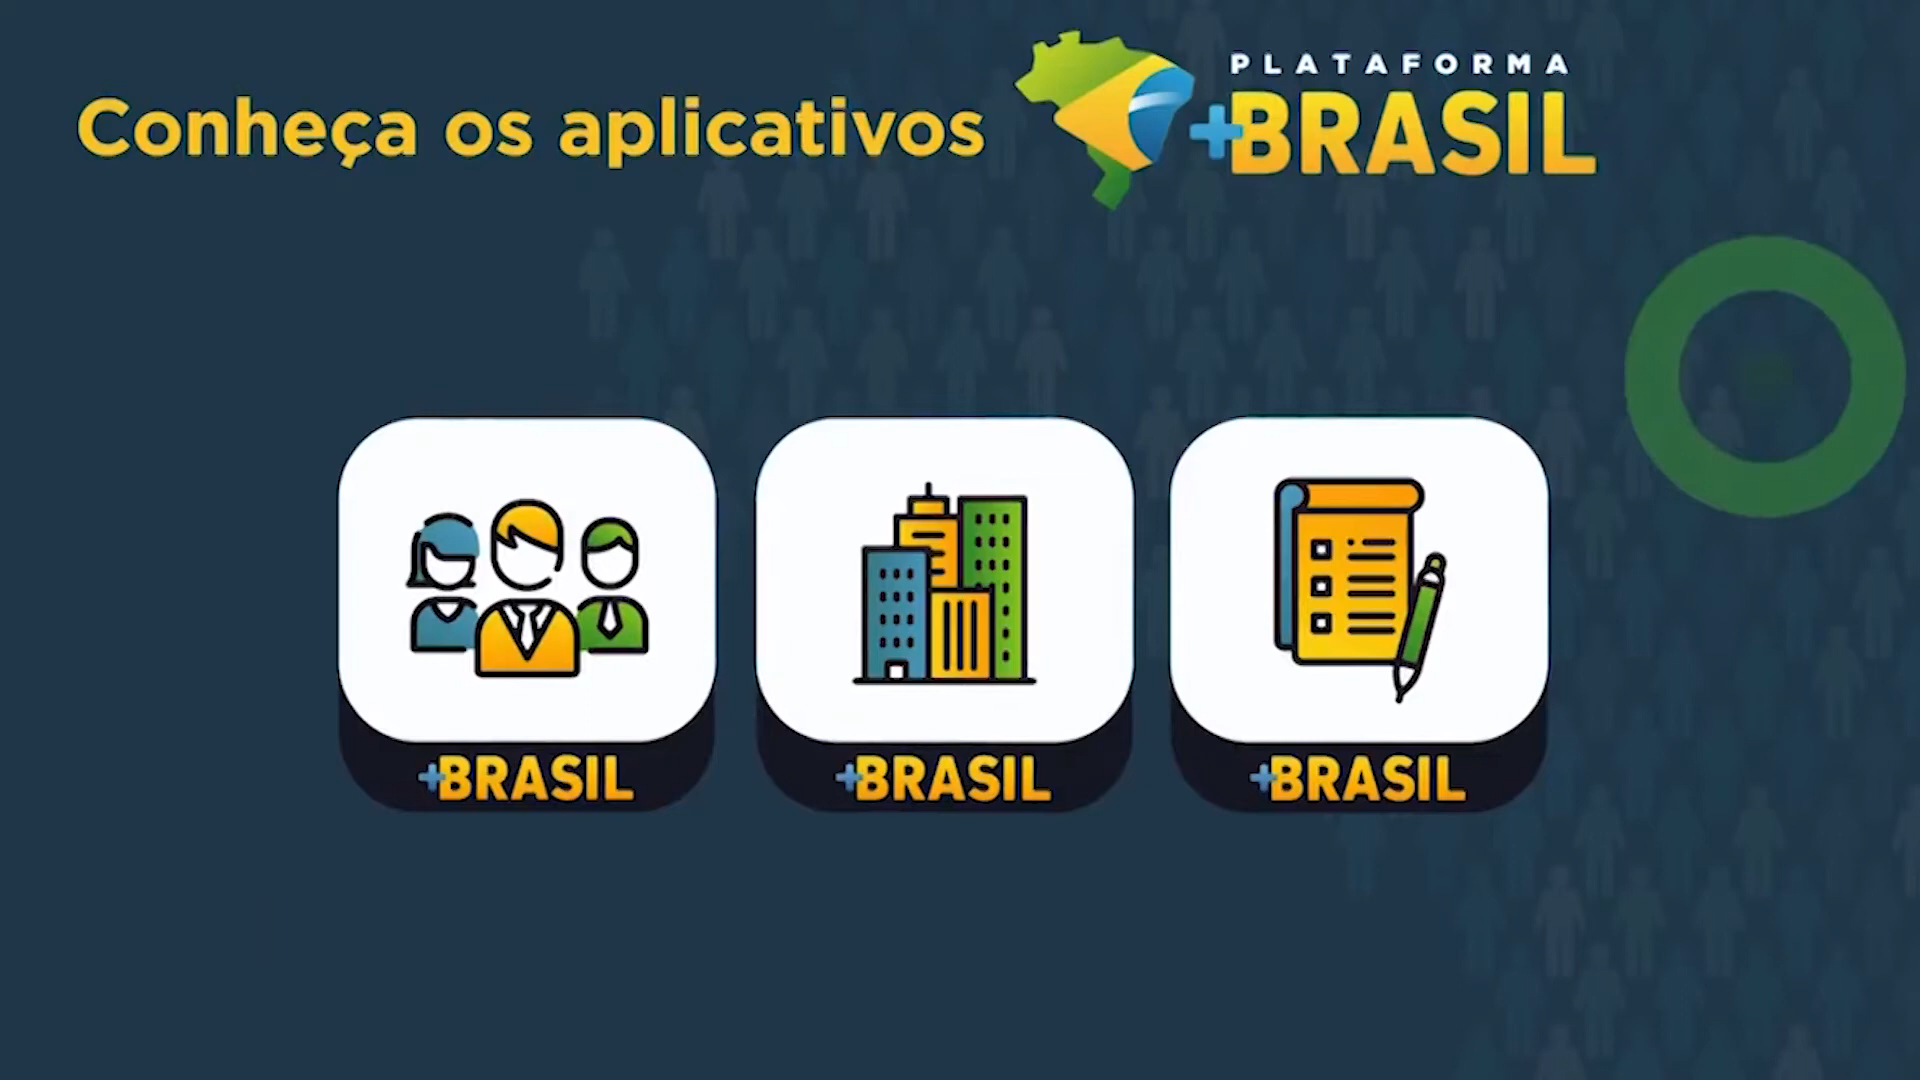 Conheça os aplicativos
PLATAFORMA
+BRASIL
+BRASIL
+BRASIL
+BRASIL